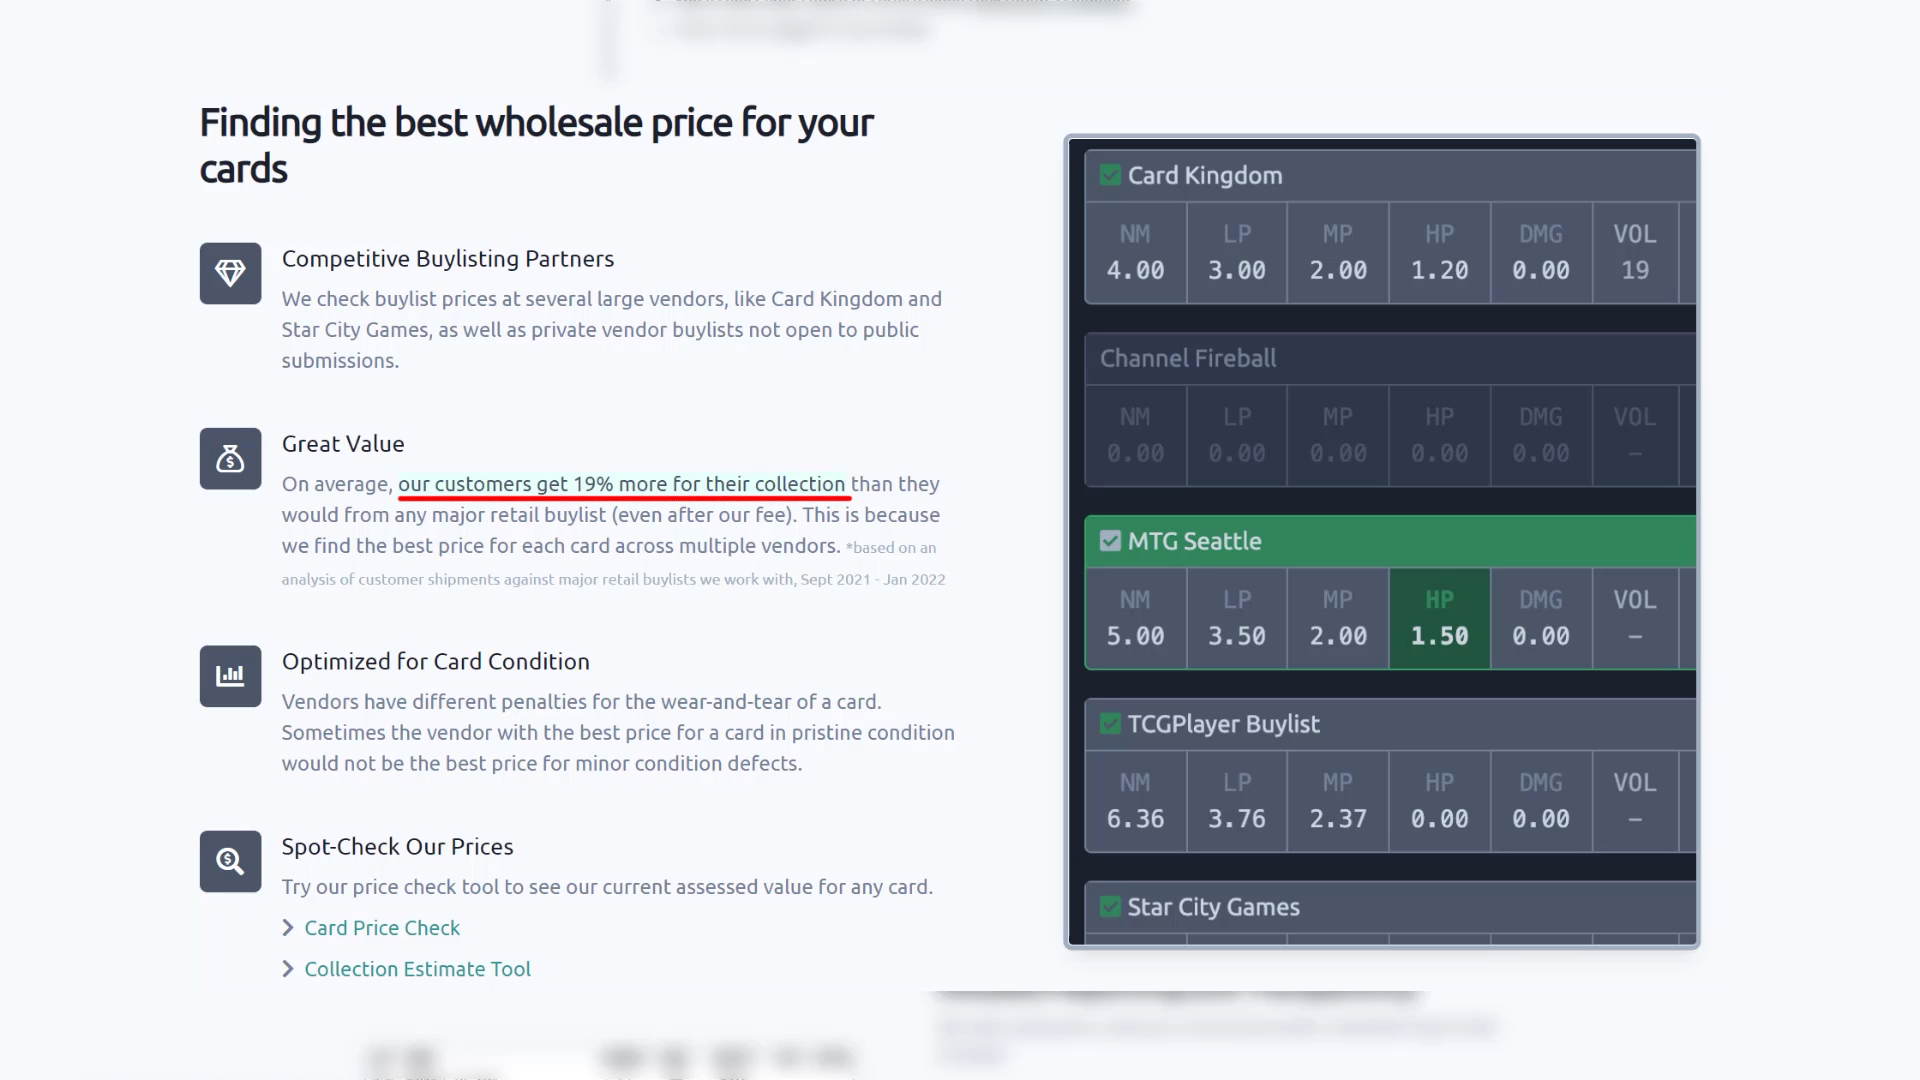 Finding the best wholesale price for your
cards
Competitive Buylisting Partners
We check buylist prices at several large vendors, like Card Kingdom and
Star City Games, as well as private vendor buylists not open to public
submissions.
Great Value
On average, our customers get 19% more for their collection than they
would from any major retail buylist (even after our fee). This is because
we find the best price for each card across multiple vendors. *based on an
analysis of customer shipments against major retail buylists we work with, Sept 2021 - Jan 2022
Optimized for Card Condition
Vendors have different penalties for the wear-and-tear of a card.
Sometimes the vendor with the best price for a card in pristine condition
would not be the best price for minor condition defects.
Spot-Check Our Prices
Try our price check tool to see our current assessed value for any card.
Card Price Check
Collection Estimate Tool
Card Kingdom
NM LP MP HP DMG VOL
4.00 3.00 2.00 1.20 0.00 19
Channel Fireball
NM LP MP HP DMG VOL
0.00 0.00 0.00 0.00 0.00 –
MTG Seattle
NM LP MP HP DMG VOL
5.00 3.50 2.00 1.50 0.00 –
TCGPlayer Buylist
NM LP MP HP DMG VOL
6.36 3.76 2.37 0.00 0.00 –
Star City Games